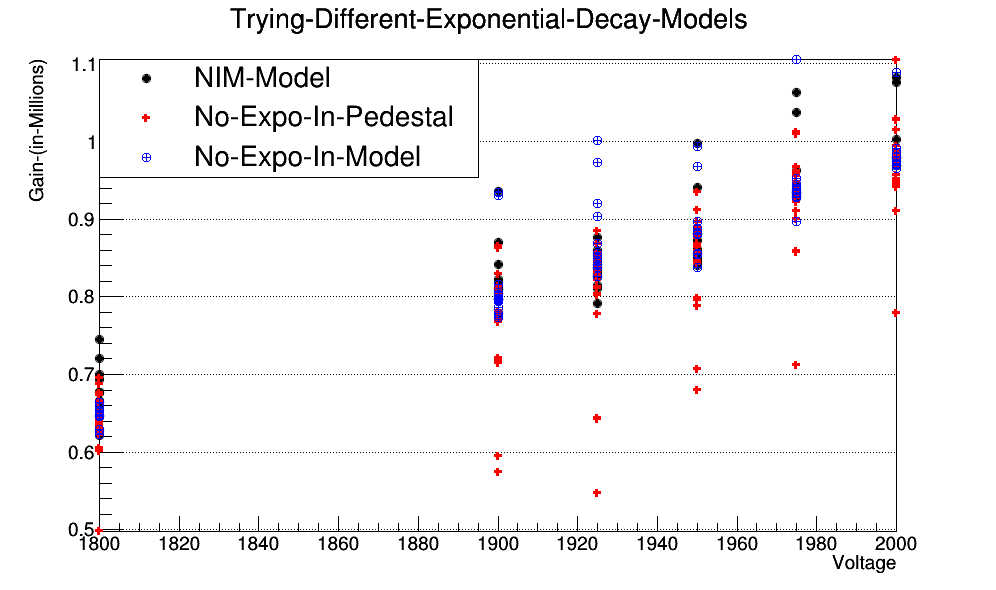 Trying-Different-Exponential-Decay-Models
Gain-(in-Millions)
1.1
1
0.9
0.8
0.7
0.6
0.5
NIM-Model
No-Expo-In-Pedestal
No-Expo-In-Model
1800 1820 1840 1860 1880 1900 1920 1940 1960 1980 2000
Voltage